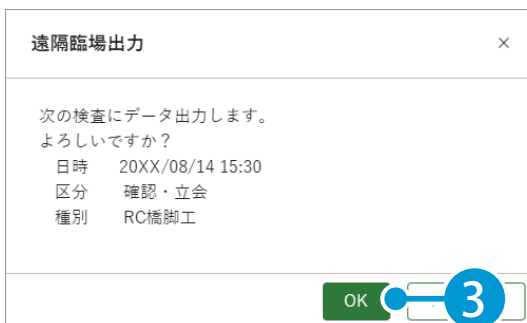 遠隔臨場出力 ×
次の検査にデータ出力します。
よろしいですか？
日時 20XX/08/14 15:30
区分 確認・立会
種別 RC橋脚工
OK 3